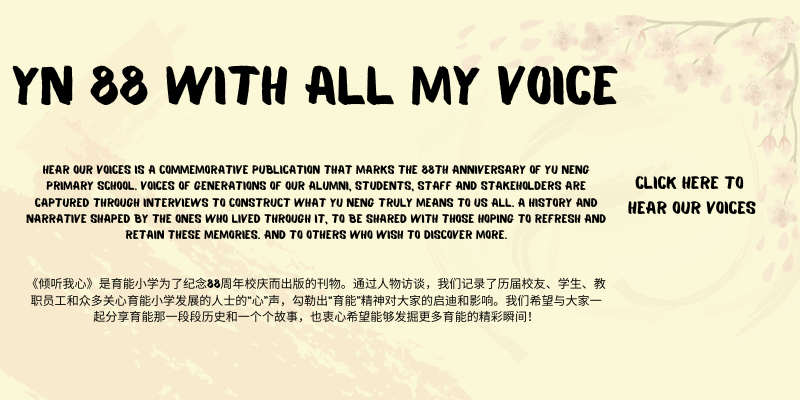 YN 88 WITH ALL MY VOICE
HEAR OUR VOICES IS A COMMEMORATIVE PUBLICATION THAT MARKS THE 88TH ANNIVERSARY OF YU NENG
PRIMARY SCHOOL. VOICES OF GENERATIONS OF OUR ALUMNI, STUDENTS, STAFF AND STAKEHOLDERS ARE
CAPTURED THROUGH INTERVIEWS TO CONSTRUCT WHAT YU NENG TRULY MEANS TO US ALL. A HISTORY AND
NARRATIVE SHAPED BY THE ONES WHO LIVED THROUGH IT, TO BE SHARED WITH THOSE HOPING TO REFRESH AND
RETAIN THESE MEMORIES. AND TO OTHERS WHO WISH TO DISCOVER MORE.
CLICK HERE TO
HEAR OUR VOICES
《倾听我心》是育能小学为了纪念88周年校庆而出版的刊物。通过人物访谈，我们记录了历届校友、学生、教
职员工和众多关心育能小学发展的人士的“心”声，勾勒出“育能”精神对大家的启迪和影响。我们希望与大家一
起分享育能那一段段历史和一个个故事，也衷心希望能够发掘更多育能的精彩瞬间！